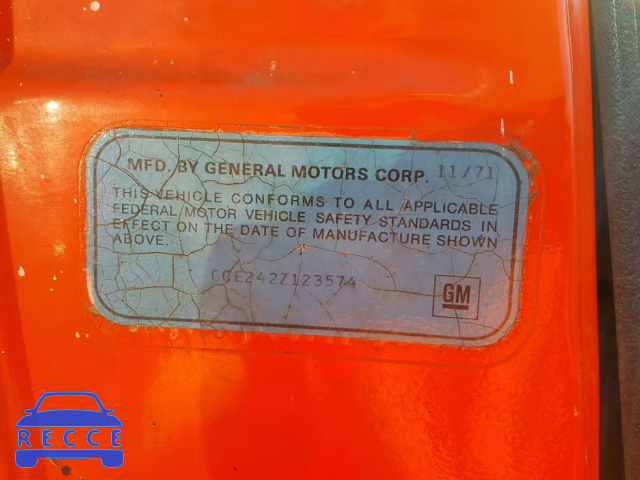 MFD. BY GENERAL MOTORS CORP. 11/71
THIS VEHICLE CONFORMS TO ALL APPLICABLE
FEDERAL MOTOR VEHICLE SAFETY STANDARDS IN
EFFECT ON THE DATE OF MANUFACTURE SHOWN
ABOVE.
CCE242Z123574
GM
RECCE